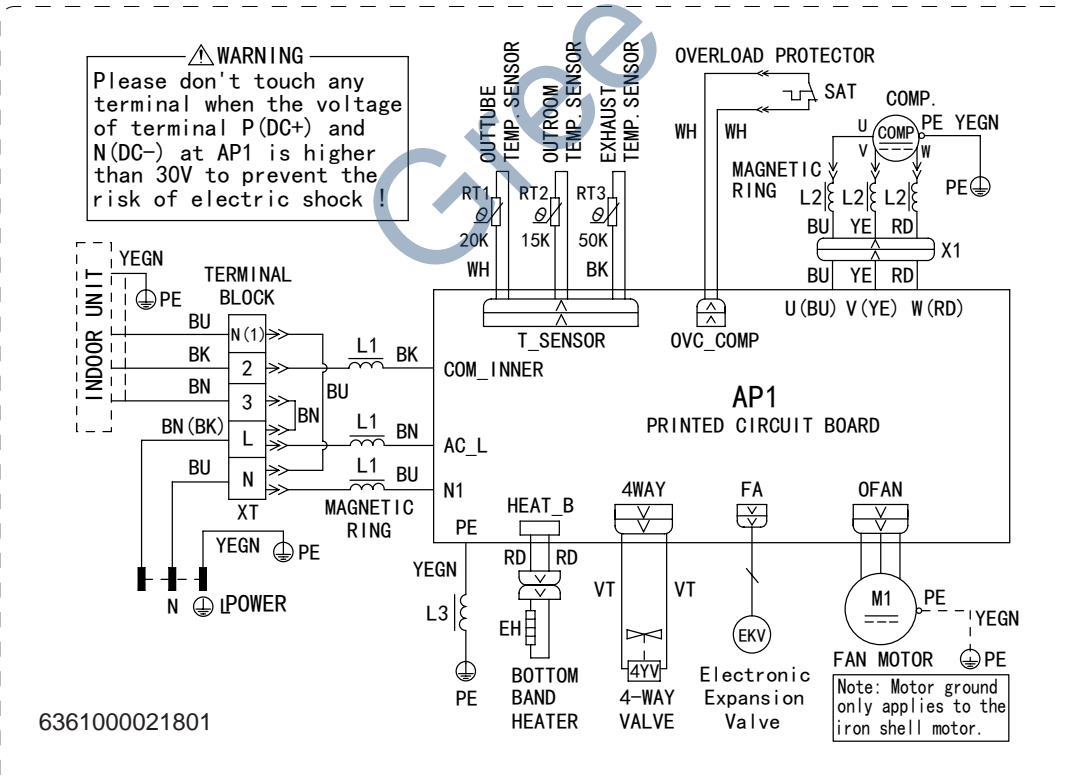 WARNING
Please don't touch any
terminal when the voltage
of terminal P(DC+) and
N(DC-) at AP1 is higher
than 30V to prevent the
risk of electric shock !
Gree
OUTTUBE
TEMP. SENSOR
OUTROOM
TEMP. SENSOR
EXHAUST
TEMP. SENSOR
RT1
RT2
RT3
θ
θ
θ
20K
15K
50K
WH
BK
OVERLOAD PROTECTOR
SAT
WH
WH
COMP.
U
COMP
PE YEGN
V
W
MAGNETIC
RING
PE
L2
L2
L2
BU
YE
RD
X1
BU
YE
RD
U(BU) V(YE) W(RD)
INDOOR UNIT
YEGN
PE
TERMINAL
BLOCK
BU
N(1)
BK
2
BN
3
BN(BK)
L
BU
N
XT
BN
BU
L1
BK
L1
BN
L1
BU
MAGNETIC
RING
YEGN
PE
N
L
POWER
T_SENSOR
OVC_COMP
COM_INNER
AP1
PRINTED CIRCUIT BOARD
AC_L
N1
PE
HEAT_B
4WAY
FA
OFAN
YEGN
RD
RD
VT
VT
L3
EH
PE
BOTTOM
BAND
HEATER
4YV
4-WAY
VALVE
EKV
Electronic
Expansion
Valve
M1
PE
YEGN
FAN MOTOR
PE
Note: Motor ground
only applies to the
iron shell motor.
6361000021801